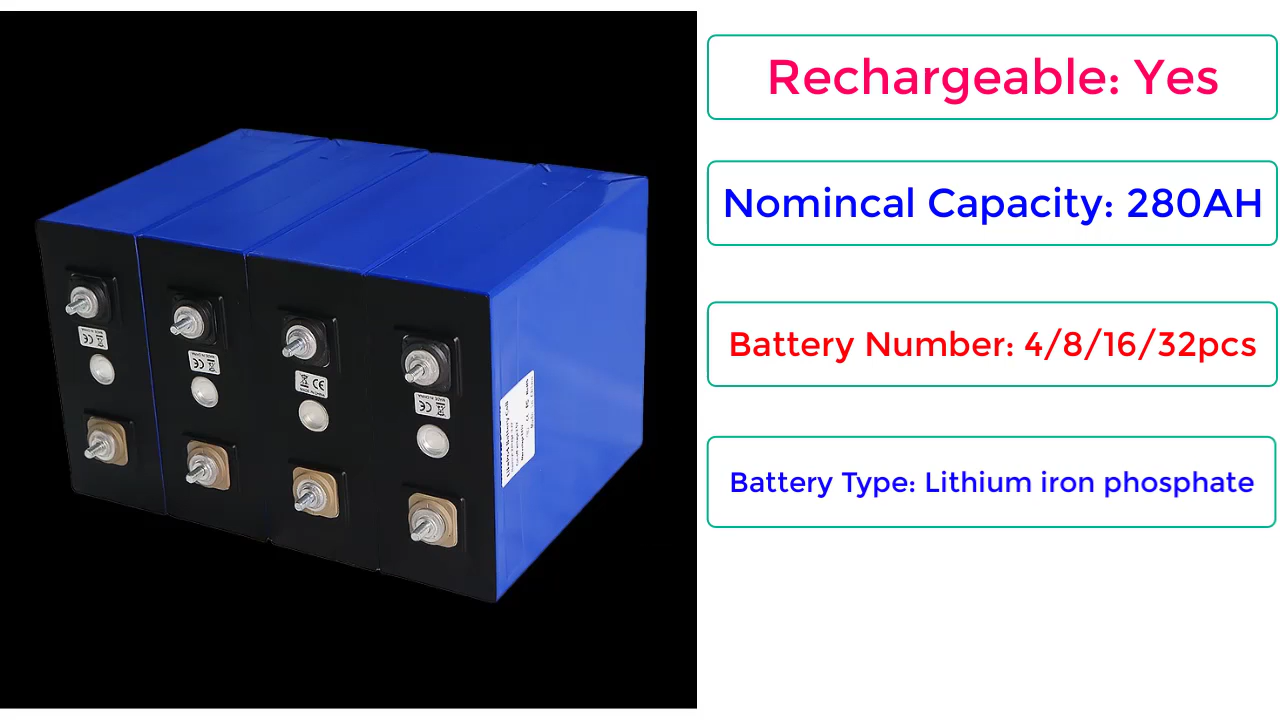 Rechargeable: Yes
Nomincal Capacity: 280AH
Battery Number: 4/8/16/32pcs
Battery Type: Lithium iron phosphate